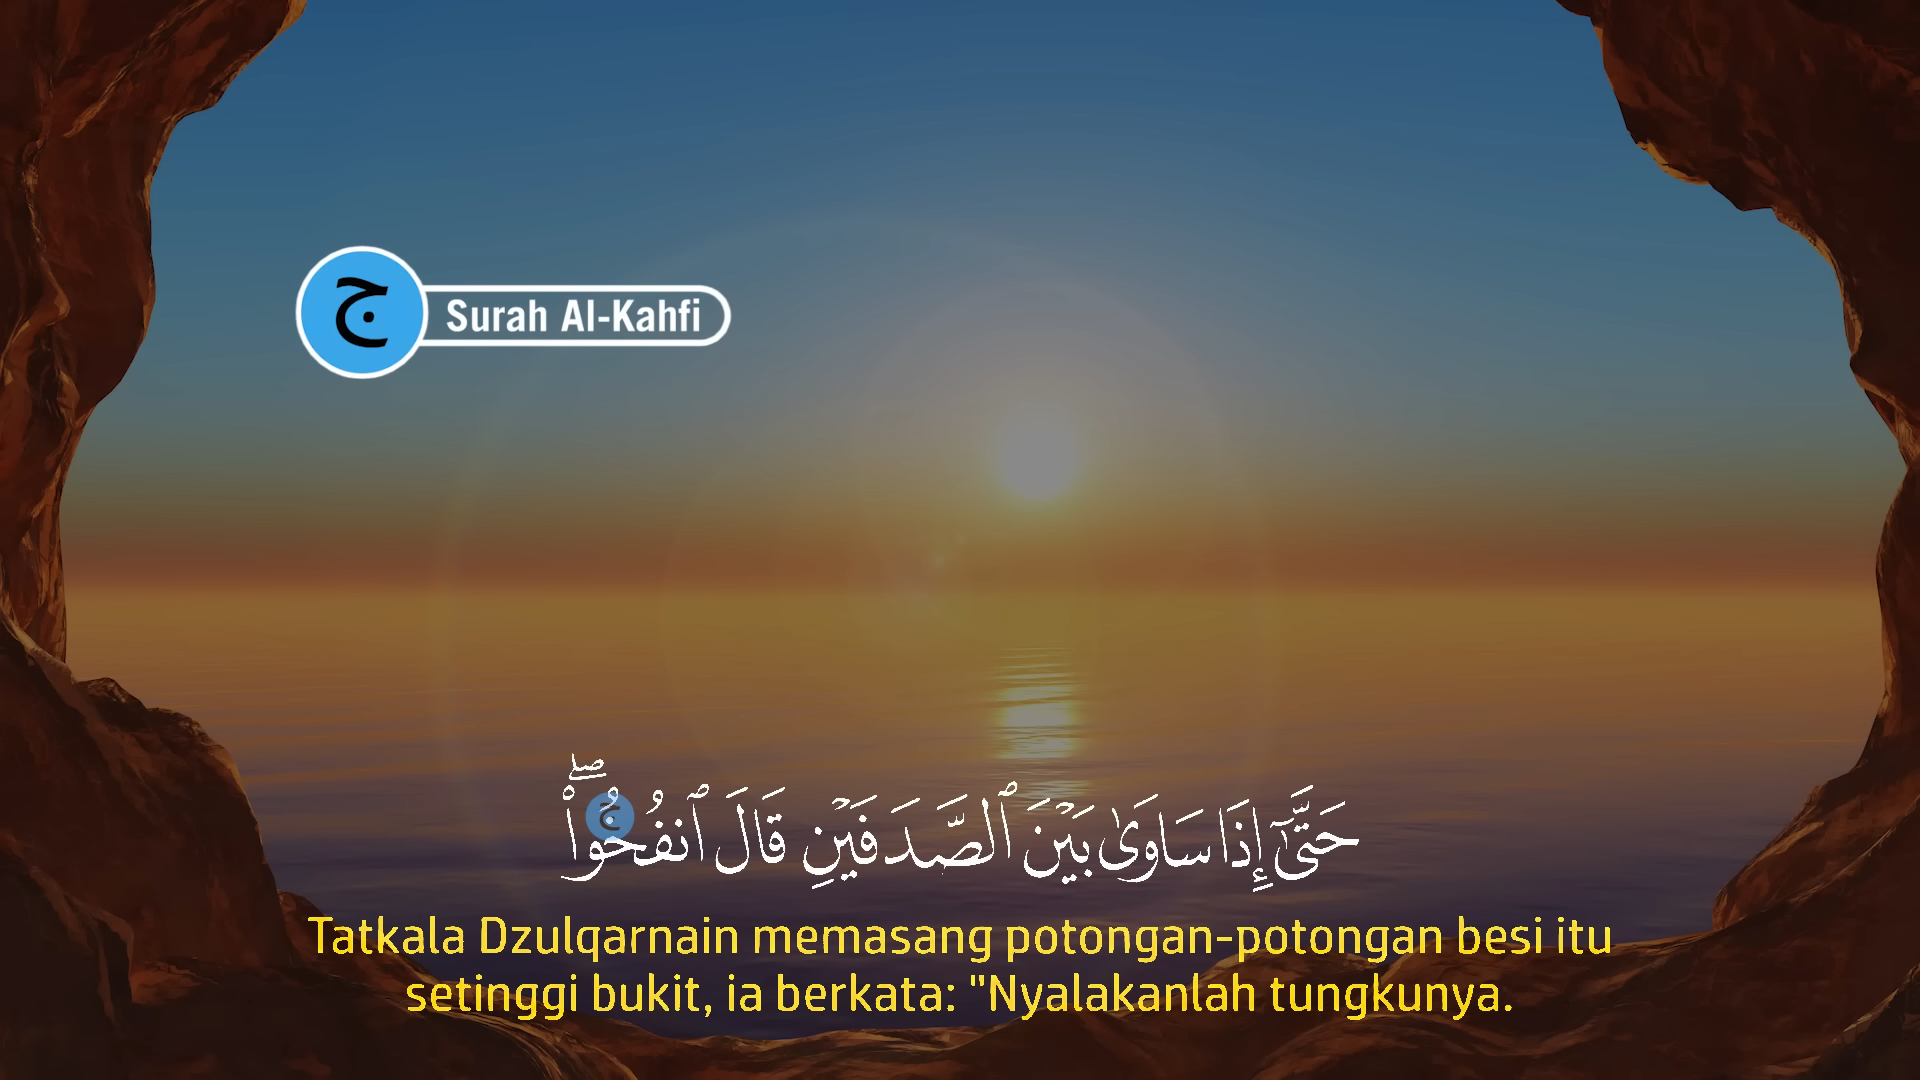 ج
Surah Al-Kahfi
حَتَّىٰٓ إِذَا سَاوَىٰ بَيْنَ ٱلصَّدَفَيْنِ قَالَ ٱنفُخُوا۟ ۖ
ج
Tatkala Dzulqarnain memasang potongan-potongan besi itu
setinggi bukit, ia berkata: "Nyalakanlah tungkunya.